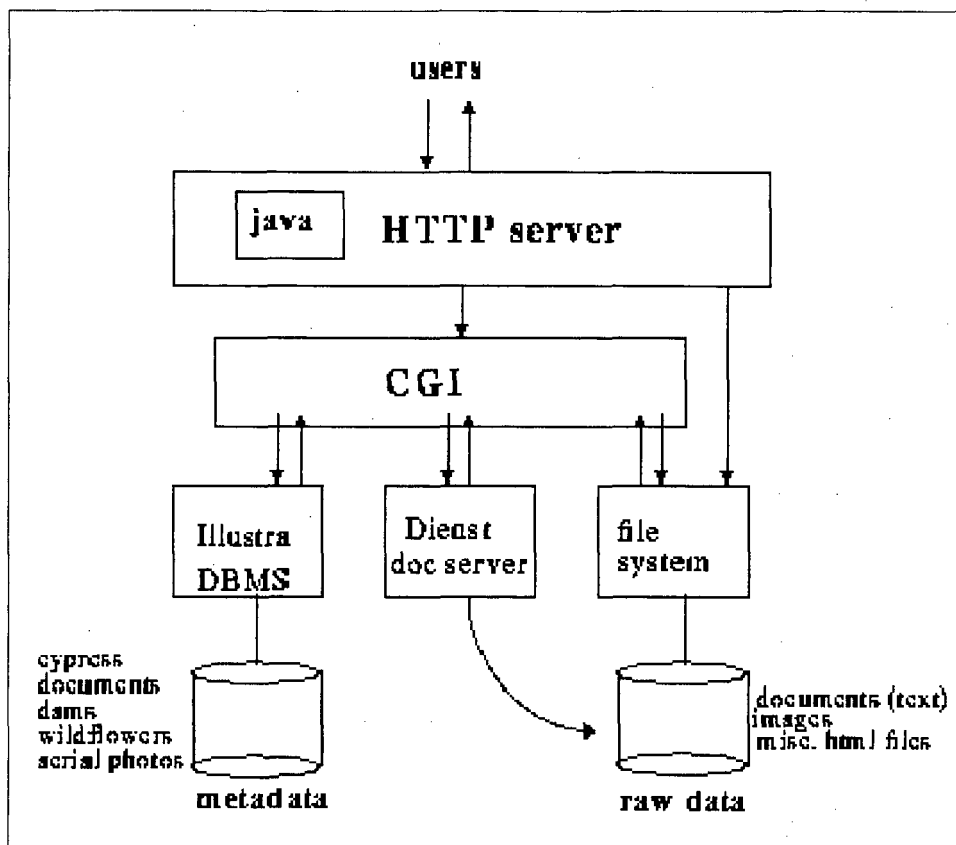 users
java
HTTP server
CGI
Illustra
DBMS
Dienst
doc server
file
system
cypress
documents
dams
wildflowers
aerial photos
metadata
documents (text)
images
misc. html files
raw data